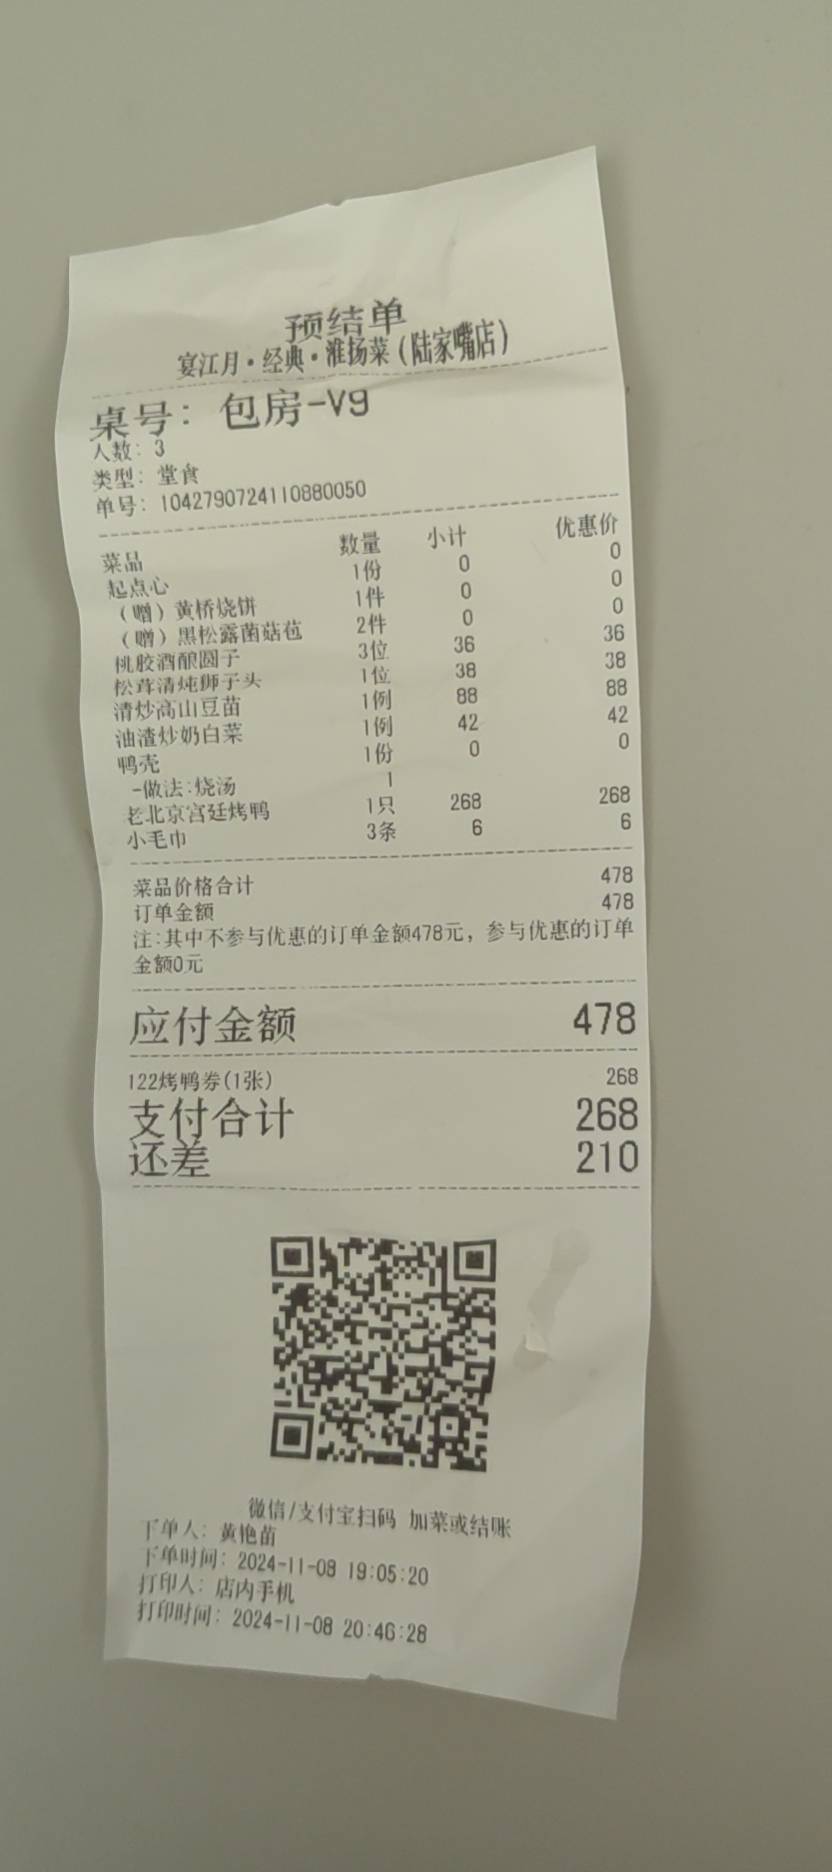 预结单
宴江月·经典·淮扬菜(陆家嘴店)
桌号: 包房-V9
人数: 3
类型: 堂食
单号: 1042790724110880050
菜品 数量 小计 优惠价
起点心 1份 0 0
(赠)黄桥烧饼 1件 0 0
(赠)黑松露菌菇苞 2件 0 0
桃胶酒酿圆子 3位 36 36
松茸清炖狮子头 1位 38 38
清炒高山豆苗 1例 88 88
油渣炒奶白菜 1例 42 42
鸭壳 1份 0 0
-做法:烧汤 1
老北京宫廷烤鸭 1只 268 268
小毛巾 3条 6 6
菜品价格合计 478
订单金额 478
注:其中不参与优惠的订单金额478元，参与优惠的订单
金额0元
应付金额 478
122烤鸭券(1张) 268
支付合计 268
还差 210
微信/支付宝扫码 加菜或结账
下单人: 黄艳苗
下单时间: 2024-11-08 19:05:20
打印人: 店内手机
打印时间: 2024-11-08 20:46:28